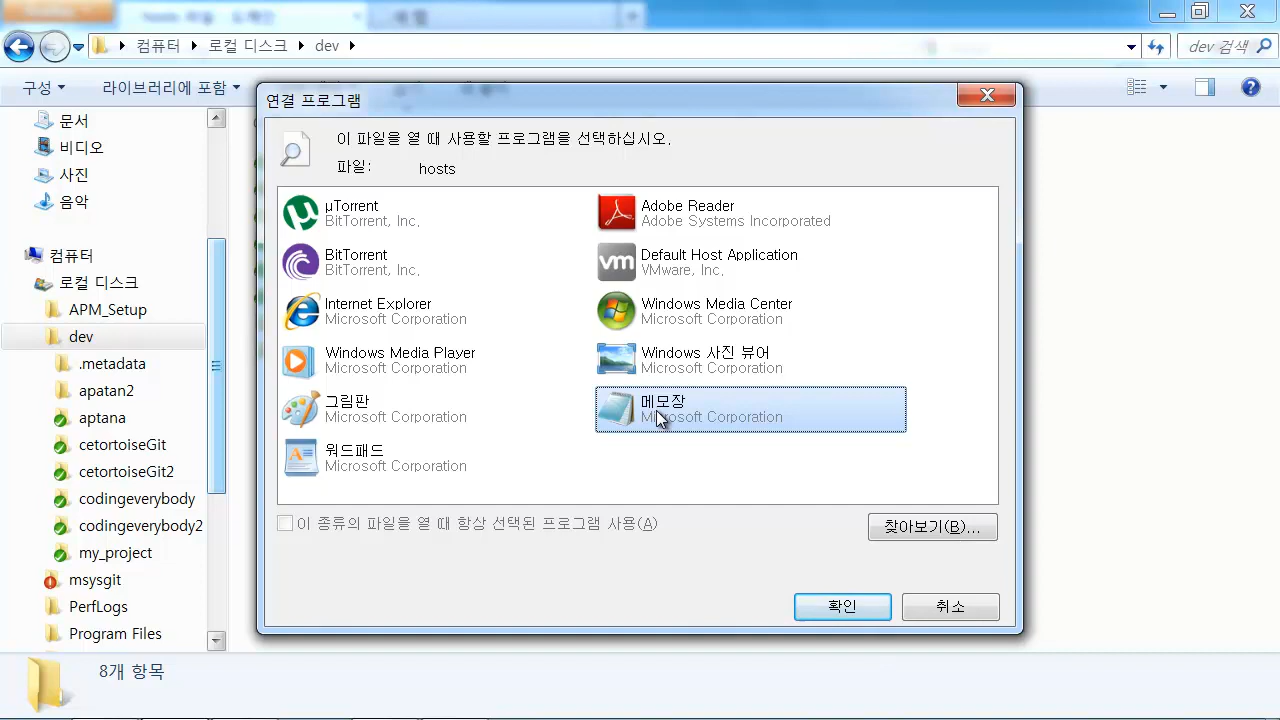 컴퓨터 로컬 디스크 dev
dev 검색
구성 라이브러리에 포함
문서
비디오
사진
음악
컴퓨터
로컬 디스크
APM_Setup
dev
.metadata
apatan2
aptana
cetortoiseGit
cetortoiseGit2
codingeverybody
codingeverybody2
my_project
msysgit
PerfLogs
Program Files
8개 항목
연결 프로그램
이 파일을 열 때 사용할 프로그램을 선택하십시오.
파일: hosts
µTorrent
BitTorrent, Inc.
Adobe Reader
Adobe Systems Incorporated
BitTorrent
BitTorrent, Inc.
Default Host Application
VMware, Inc.
Internet Explorer
Microsoft Corporation
Windows Media Center
Microsoft Corporation
Windows Media Player
Microsoft Corporation
Windows 사진 뷰어
Microsoft Corporation
그림판
Microsoft Corporation
메모장
Microsoft Corporation
워드패드
Microsoft Corporation
이 종류의 파일을 열 때 항상 선택된 프로그램 사용(A)
찾아보기(B)...
확인 취소